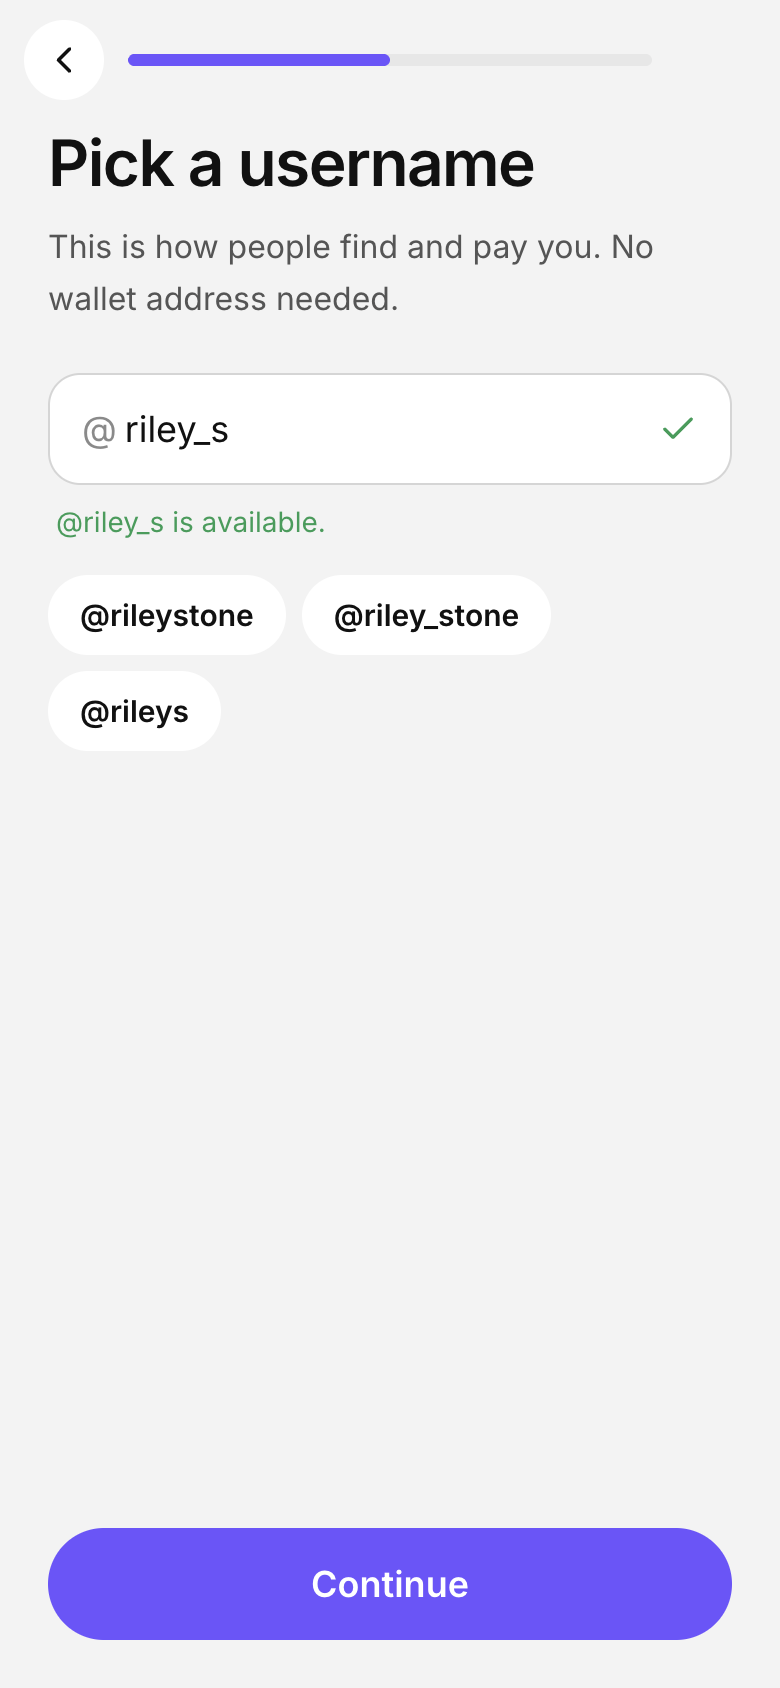 Pick a username
This is how people find and pay you. No
wallet address needed.
@ riley_s
@riley_s is available.
@rileystone @riley_stone
@rileys
Continue